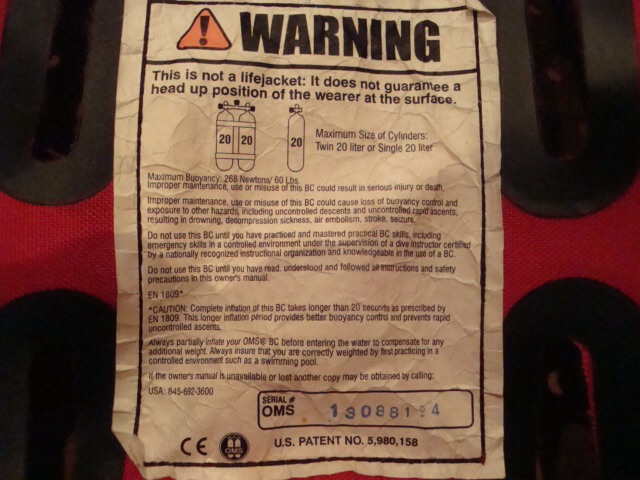 WARNING
This is not a lifejacket: It does not guarantee a
head up position of the wearer at the surface.
20 20 20
Maximum Size of Cylinders:
Twin 20 liter or Single 20 liter
Maximum Buoyancy: 268 Newtons/ 60 Lbs.
Improper maintenance, use or misuse of this BC could result in serious injury or death.
Improper maintenance, use or misuse of this BC could cause loss of buoyancy control and
exposure to other hazards, including uncontrolled descents and uncontrolled rapid ascents,
resulting in drowning, decompression sickness, air embolism, stroke, seizure.
Do not use this BC until you have practiced and mastered practical BC skills, including
emergency skills in a controlled environment under the supervision of a dive instructor certified
by a nationally recognized instructional organization and knowledgeable in the use of a BC.
Do not use this BC until you have read, understood and followed all instructions and safety
precautions in this owner's manual.
EN 1809*
*CAUTION: Complete inflation of this BC takes longer than 20 seconds as prescribed by
EN 1809. This longer inflation period provides better buoyancy control and prevents rapid
uncontrolled ascents.
Always partially inflate your OMS® BC before entering the water to compensate for any
additional weight. Always insure that you are correctly weighted by first practicing in a
controlled environment such as a swimming pool.
If the owner's manual is unavailable or lost another copy may be obtained by calling:
USA: 845-692-3600
SERIAL #
OMS 13088194
CE OMS U.S. PATENT NO. 5,980,158